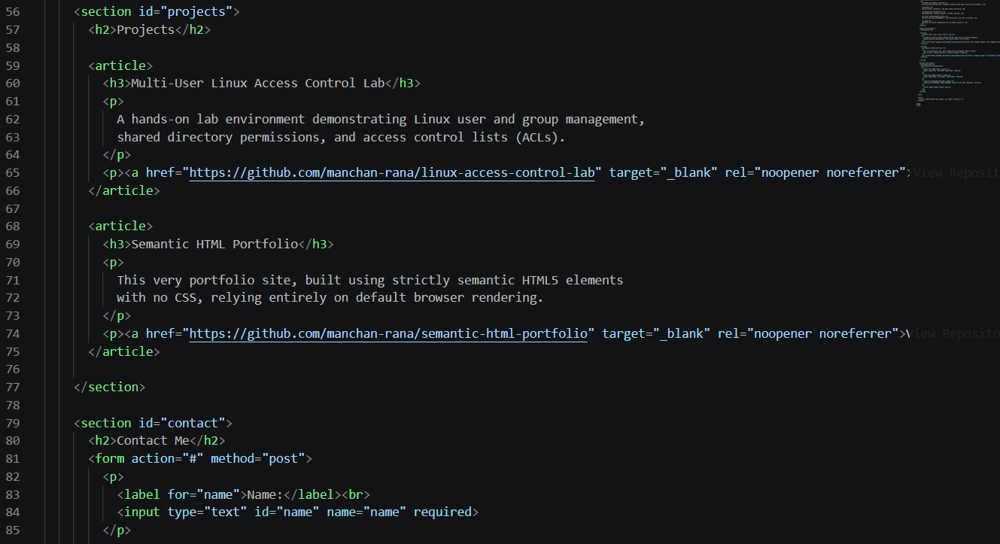 56 <section id="projects">
57 <h2>Projects</h2>
58
59 <article>
60 <h3>Multi-User Linux Access Control Lab</h3>
61 <p>
62 A hands-on lab environment demonstrating Linux user and group management,
63 shared directory permissions, and access control lists (ACLs).
64 </p>
65 <p><a href="https://github.com/manchan-rana/linux-access-control-lab" target="_blank" rel="noopener noreferrer">View Reposit
66 </article>
67
68 <article>
69 <h3>Semantic HTML Portfolio</h3>
70 <p>
71 This very portfolio site, built using strictly semantic HTML5 elements
72 with no CSS, relying entirely on default browser rendering.
73 </p>
74 <p><a href="https://github.com/manchan-rana/semantic-html-portfolio" target="_blank" rel="noopener noreferrer">View Reposito
75 </article>
76
77 </section>
78
79 <section id="contact">
80 <h2>Contact Me</h2>
81 <form action="#" method="post">
82 <p>
83 <label for="name">Name:</label><br>
84 <input type="text" id="name" name="name" required>
85 </p>